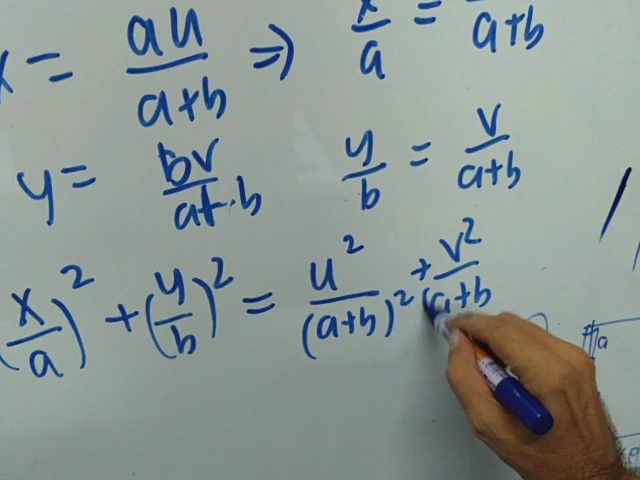 x = au/(a+b) ⇒ x/a = /(a+b)
y = bv/(a+b) y/b = v/(a+b)
(x/a)² + (y/b)² = u²/(a+b)² + v²/(a+b
a